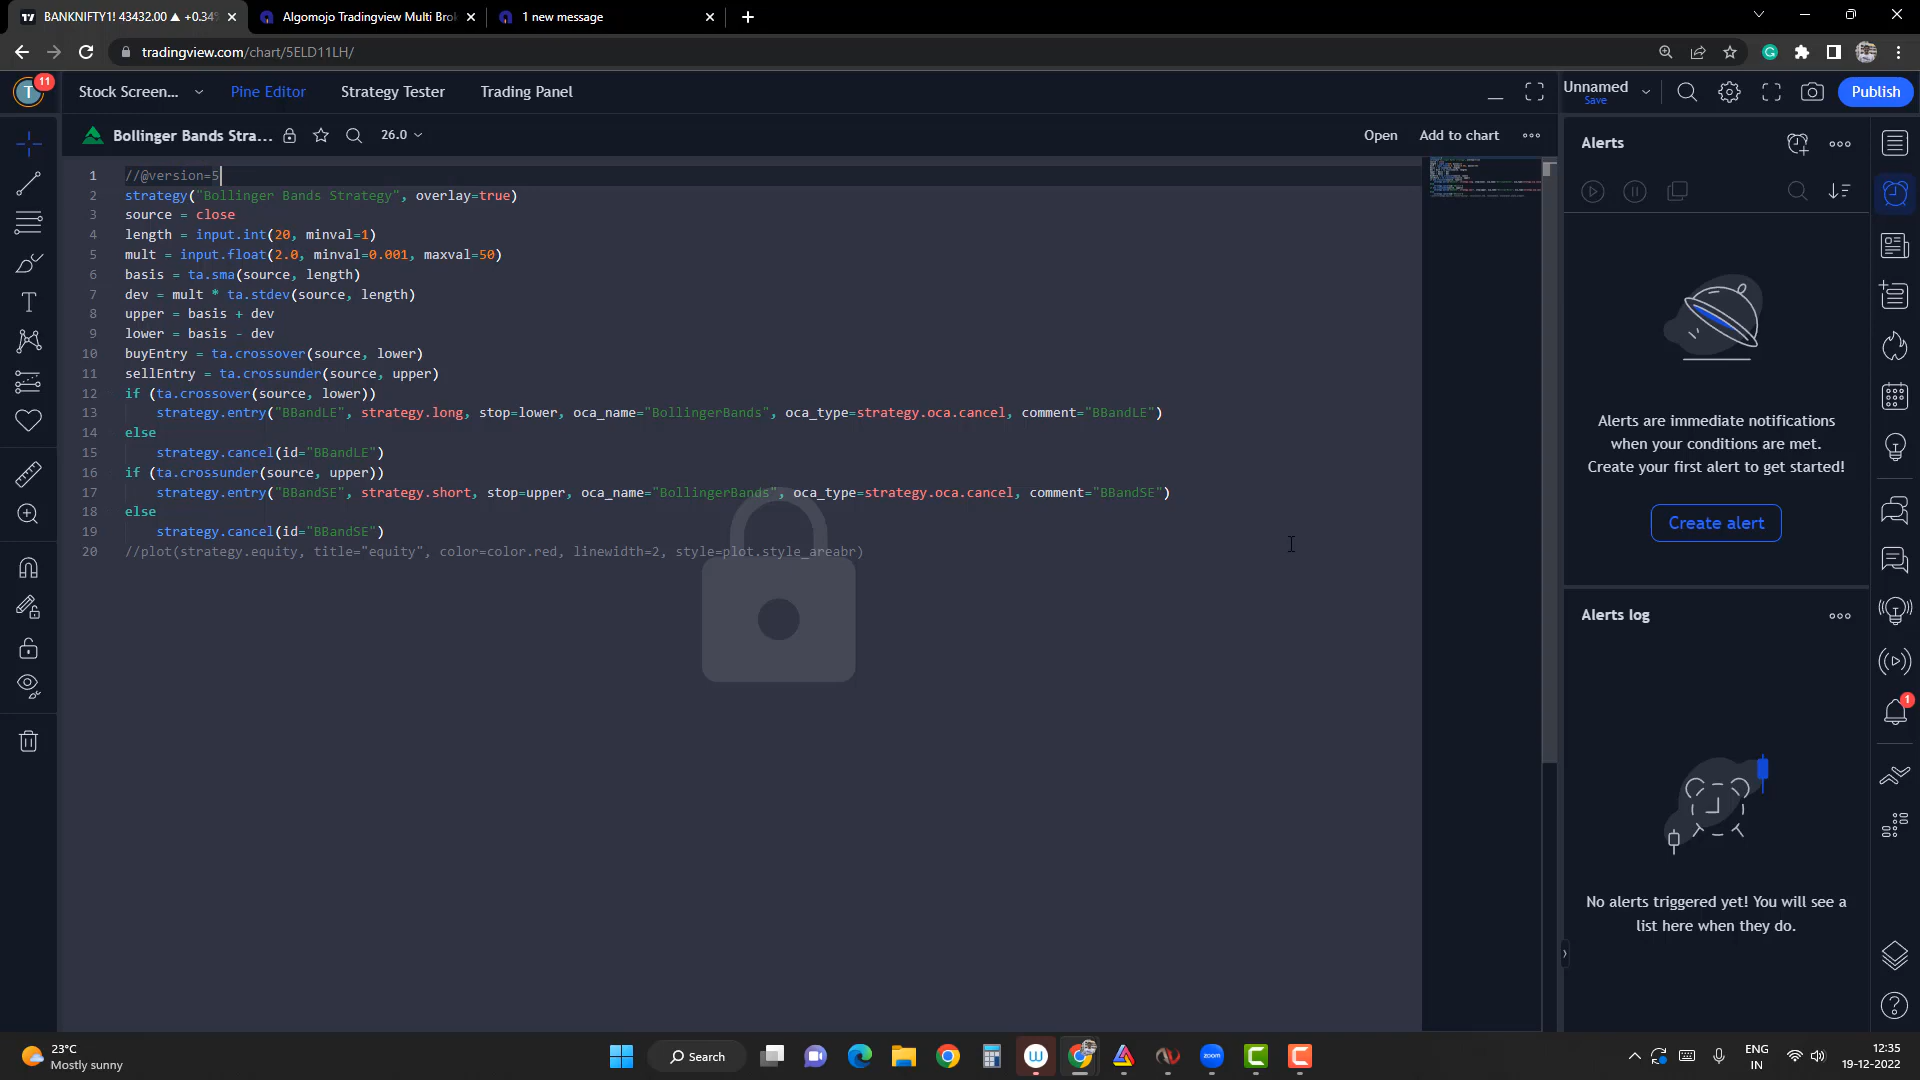 BANKNIFTY1! 43432.00 ▲ +0.34%
Algomojo Tradingview Multi Brok
1 new message
tradingview.com/chart/5ELD11LH/
T
11
Stock Screen...
Pine Editor
Strategy Tester
Trading Panel
Unnamed
Save
Publish
Bollinger Bands Stra...
26.0
Open
Add to chart
Alerts
1 //@version=5
2 strategy("Bollinger Bands Strategy", overlay=true)
3 source = close
4 length = input.int(20, minval=1)
5 mult = input.float(2.0, minval=0.001, maxval=50)
6 basis = ta.sma(source, length)
7 dev = mult * ta.stdev(source, length)
8 upper = basis + dev
9 lower = basis - dev
10 buyEntry = ta.crossover(source, lower)
11 sellEntry = ta.crossunder(source, upper)
12 if (ta.crossover(source, lower))
13 strategy.entry("BBandLE", strategy.long, stop=lower, oca_name="BollingerBands", oca_type=strategy.oca.cancel, comment="BBandLE")
14 else
15 strategy.cancel(id="BBandLE")
16 if (ta.crossunder(source, upper))
17 strategy.entry("BBandSE", strategy.short, stop=upper, oca_name="BollingerBands", oca_type=strategy.oca.cancel, comment="BBandSE")
18 else
19 strategy.cancel(id="BBandSE")
20 //plot(strategy.equity, title="equity", color=color.red, linewidth=2, style=plot.style_areabr)
Alerts are immediate notifications
when your conditions are met.
Create your first alert to get started!
Create alert
Alerts log
1
No alerts triggered yet! You will see a
list here when they do.
23°C
Mostly sunny
Search
zoom
ENG
IN
12:35
19-12-2022